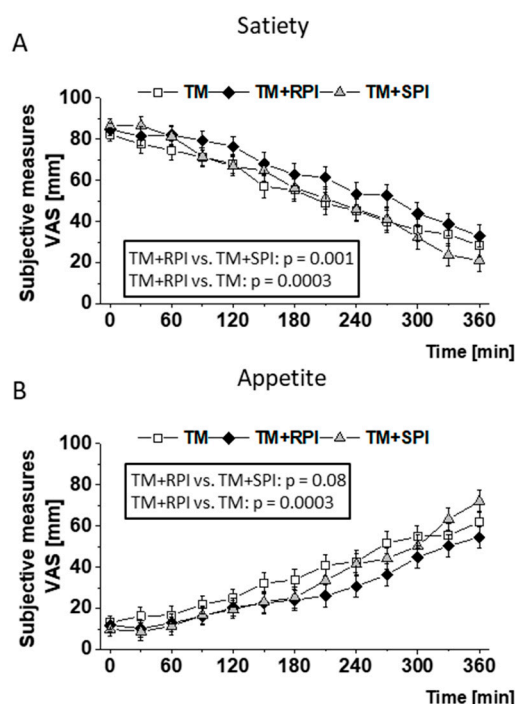 Satiety
A
TM TM+RPI TM+SPI
100
80
60
40
20
0
Subjective measures
VAS [mm]
TM+RPI vs. TM+SPI: p = 0.001
TM+RPI vs. TM: p = 0.0003
0 60 120 180 240 300 360
Time [min]
Appetite
B
TM TM+RPI TM+SPI
100
80
60
40
20
0
Subjective measures
VAS [mm]
TM+RPI vs. TM+SPI: p = 0.08
TM+RPI vs. TM: p = 0.0003
0 60 120 180 240 300 360
Time [min]